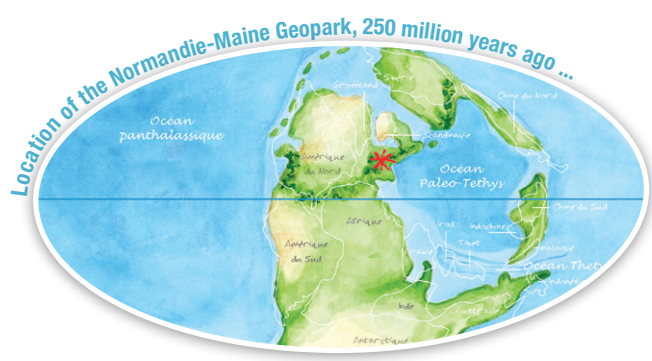 Location of the Normandie-Maine Geopark, 250 million years ago ...
Sibérie
Groenland
Chine du Nord
Océan
panthalassique
Scandinavie
Amérique
du Nord
Océan
Paleo-Tethys
Chine du Sud
Afrique
Iran
Indochine
Amérique
du Sud
Tibet
Malaisie
Océan Thet
Inde
Australie
Antarctique